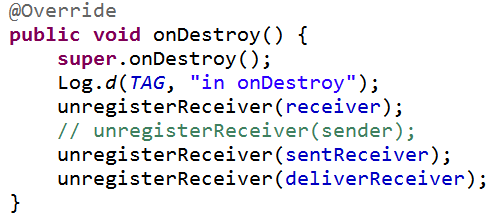 @Override
public void onDestroy() {
    super.onDestroy();
    Log.d(TAG, "in onDestroy");
    unregisterReceiver(receiver);
    // unregisterReceiver(sender);
    unregisterReceiver(sentReceiver);
    unregisterReceiver(deliverReceiver);
}